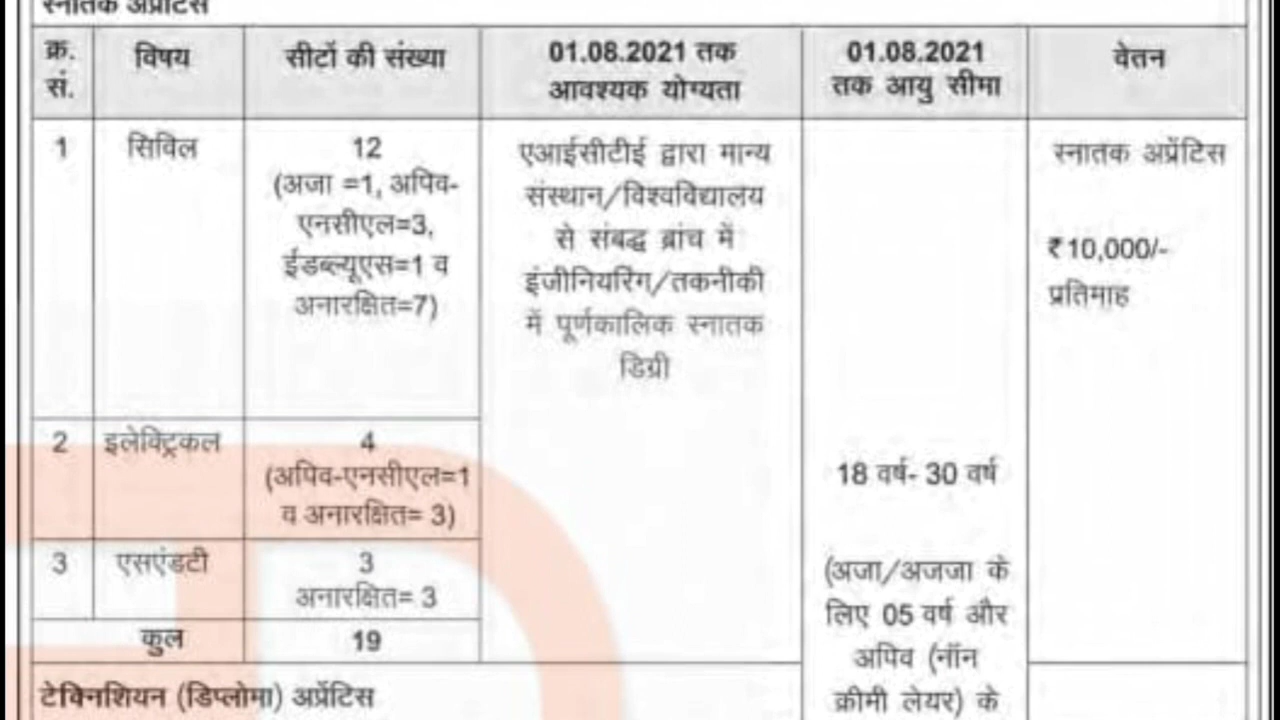 स्नातक अप्रेंटिस
क्र. सं.
विषय
सीटों की संख्या
01.08.2021 तक
आवश्यक योग्यता
01.08.2021
तक आयु सीमा
वेतन
1
सिविल
12
(अजा =1, अपिव-
एनसीएल=3,
ईडब्ल्यूएस=1 व
अनारक्षित=7)
एआईसीटीई द्वारा मान्य
संस्थान/विश्वविद्यालय
से संबद्ध ब्रांच में
इंजीनियरिंग/तकनीकी
में पूर्णकालिक स्नातक
डिग्री
स्नातक अप्रेंटिस
₹10,000/-
प्रतिमाह
2
इलेक्ट्रिकल
4
(अपिव-एनसीएल=1
व अनारक्षित= 3)
18 वर्ष- 30 वर्ष
3
एसएंडटी
3
अनारक्षित= 3
(अजा/अजजा के
लिए 05 वर्ष और
अपिव (नॉन
क्रीमी लेयर) के
कुल
19
टेक्निशियन (डिप्लोमा) अप्रेंटिस